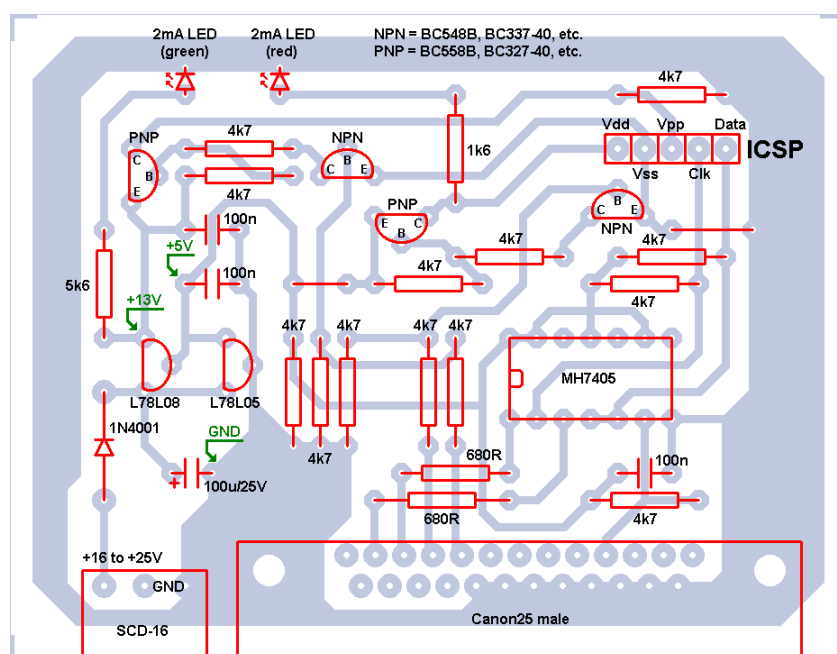 2mA LED
(green)
2mA LED
(red)
NPN = BC548B, BC337-40, etc.
PNP = BC558B, BC327-40, etc.
4k7
Vdd
Vpp
Data
ICSP
Vss
Clk
PNP
C
B
E
4k7
4k7
NPN
C
B
E
1k6
PNP
E
B
C
C
B
E
NPN
100n
+5V
100n
4k7
4k7
4k7
4k7
5k6
+13V
4k7
4k7
4k7
4k7
L78L08
L78L05
MH7405
1N4001
GND
4k7
680R
100n
+
100u/25V
680R
4k7
+16 to +25V
GND
SCD-16
Canon25 male